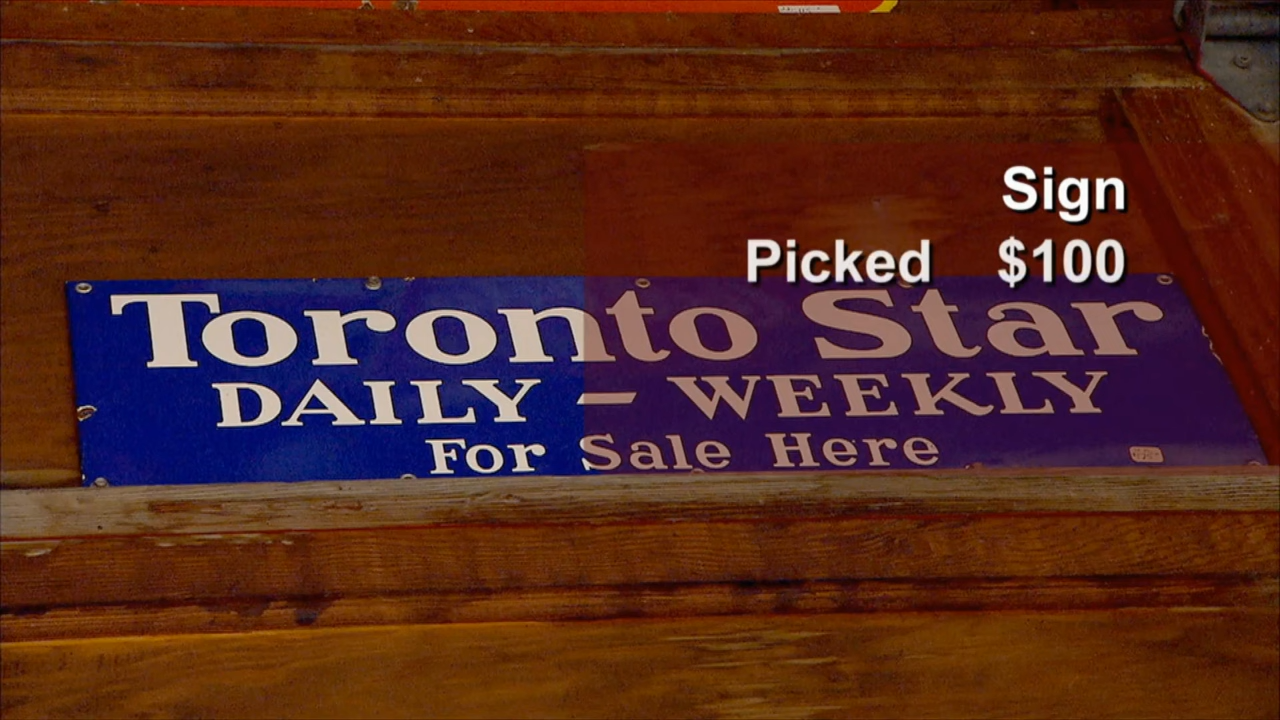 Sign
Picked $100
Toronto Star
DAILY – WEEKLY
For Sale Here